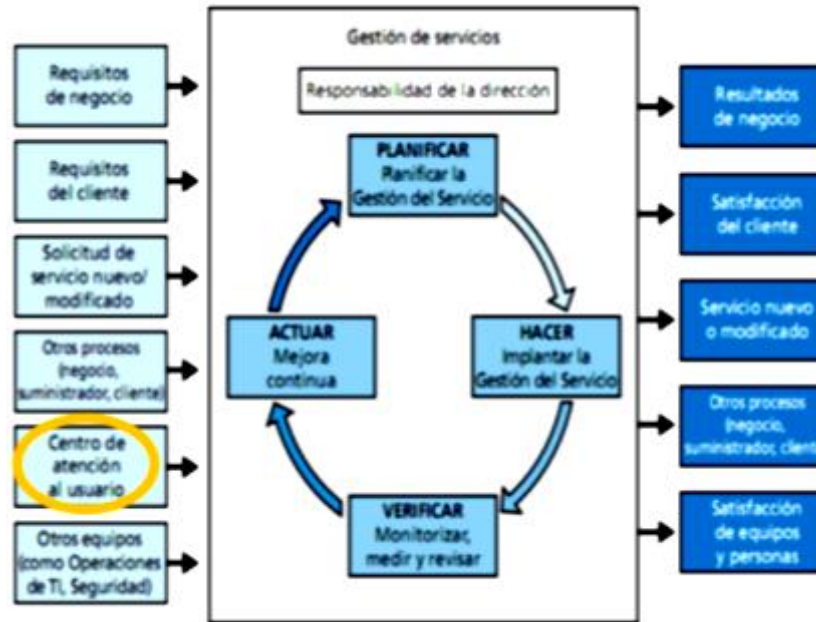 Requisitos
de negocio
Requisitos
del cliente
Solicitud de
servicio nuevo/
modificado
Otros procesos
(negocio,
suministrador, cliente)
Centro de
atención
al usuario
Otros equipos
(como Operaciones
de TI, Seguridad)
Gestión de servicios
Responsabilidad de la dirección
PLANIFICAR
Planificar la
Gestión del Servicio
ACTUAR
Mejora
continua
HACER
Implantar la
Gestión del Servicio
VERIFICAR
Monitorizar,
medir y revisar
Resultados
de negocio
Satisfacción
del cliente
Servicio nuevo
o modificado
Otros procesos
(negocio,
suministrador, cliente
Satisfacción
de equipos
y personas